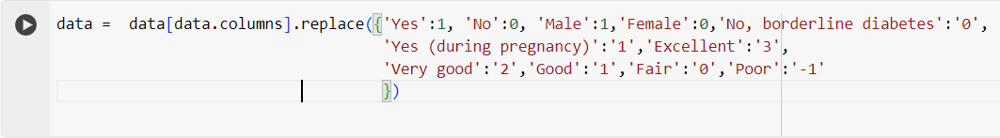 data =  data[data.columns].replace({'Yes':1, 'No':0, 'Male':1,'Female':0,'No, borderline diabetes':'0',
'Yes (during pregnancy)':'1','Excellent':'3',
'Very good':'2','Good':'1','Fair':'0','Poor':'-1'
})